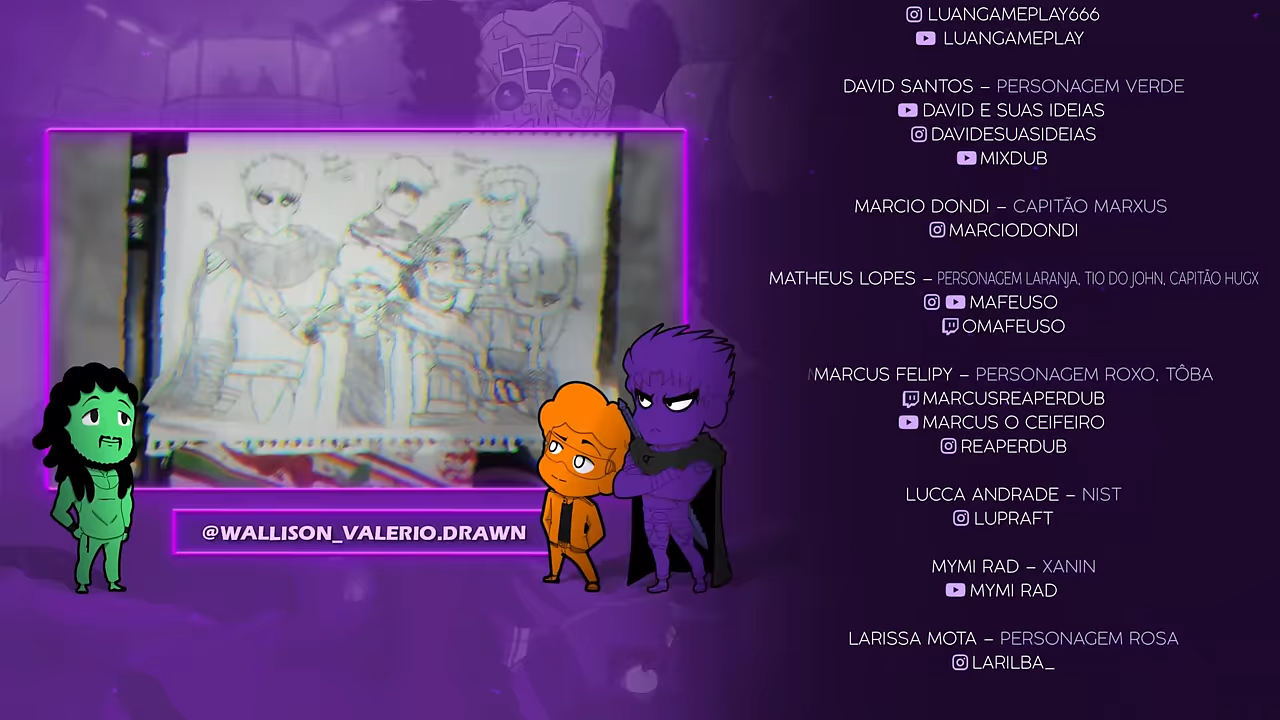 LUANGAMEPLAY666
LUANGAMEPLAY
DAVID SANTOS – PERSONAGEM VERDE
DAVID E SUAS IDEIAS
DAVIDESUASIDEIAS
MIXDUB
MARCIO DONDI – CAPITÃO MARXUS
MARCIODONDI
MATHEUS LOPES – PERSONAGEM LARANJA, TIO DO JOHN, CAPITÃO HUGX
MAFEUSO
OMAFEUSO
MARCUS FELIPY – PERSONAGEM ROXO, TÔBA
MARCUSREAPERDUB
MARCUS O CEIFEIRO
REAPERDUB
LUCCA ANDRADE – NIST
LUPRAFT
MYMI RAD – XANIN
MYMI RAD
LARISSA MOTA – PERSONAGEM ROSA
LARILBA_
@WALLISON_VALERIO.DRAWN